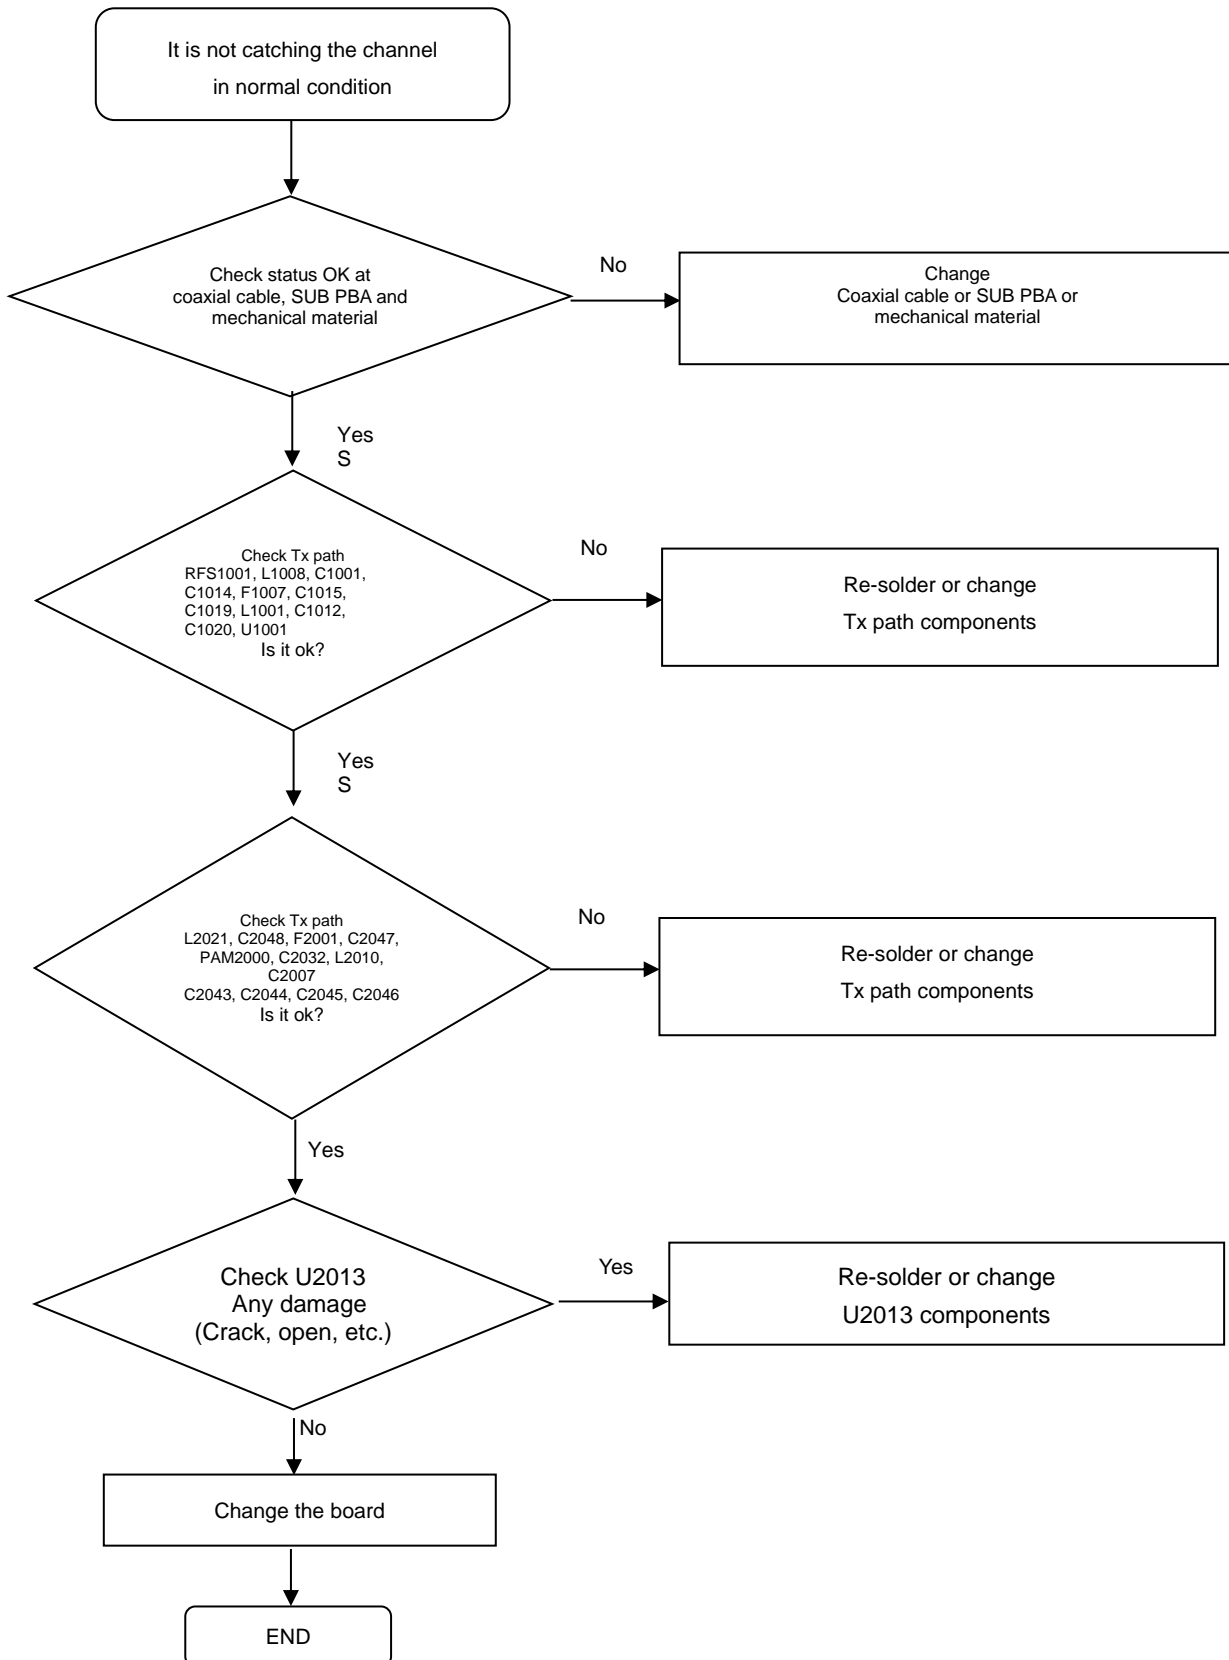 It is not catching the channel
in normal condition
Check status OK at
coaxial cable, SUB PBA and
mechanical material
No
Change
Coaxial cable or SUB PBA or
mechanical material
Yes
S
Check Tx path
RFS1001, L1008, C1001,
C1014, F1007, C1015,
C1019, L1001, C1012,
C1020, U1001
Is it ok?
No
Re-solder or change
Tx path components
Yes
S
Check Tx path
L2021, C2048, F2001, C2047,
PAM2000, C2032, L2010,
C2007
C2043, C2044, C2045, C2046
Is it ok?
No
Re-solder or change
Tx path components
Yes
Check U2013
Any damage
(Crack, open, etc.)
Yes
Re-solder or change
U2013 components
No
Change the board
END